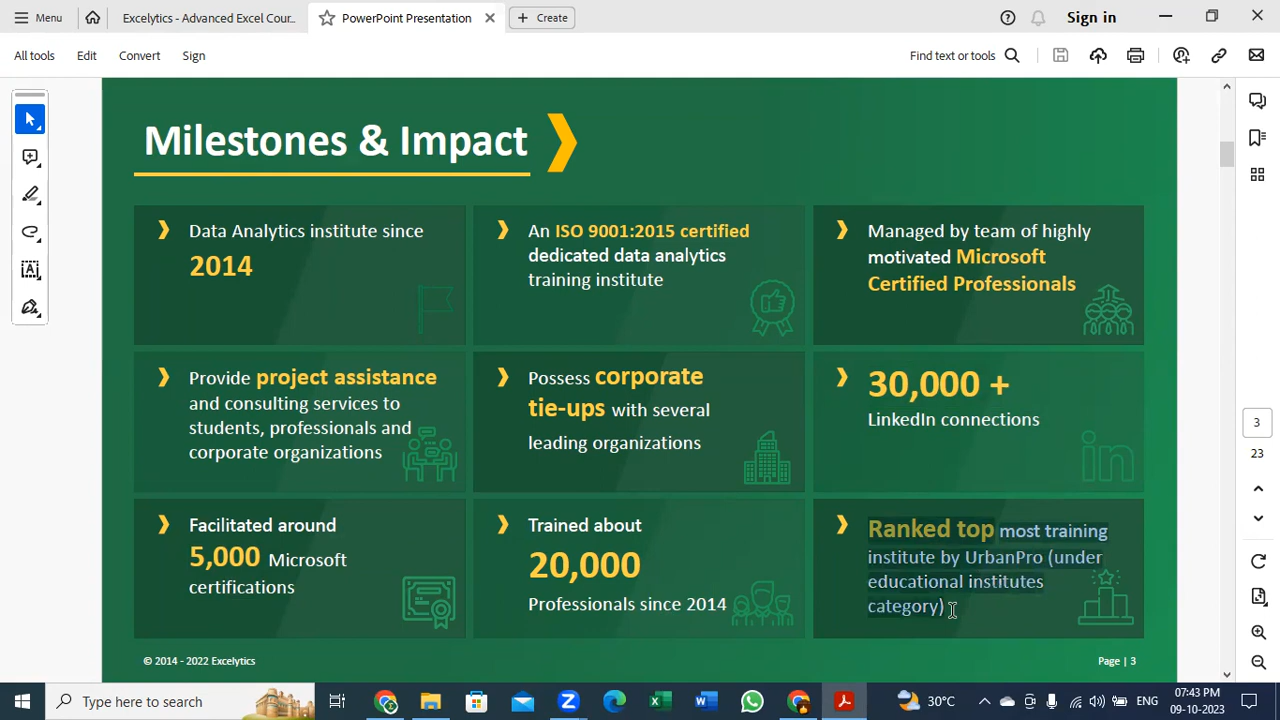 Menu
Excelytics - Advanced Excel Cour...
PowerPoint Presentation
Create
Sign in
All tools
Edit
Convert
Sign
Find text or tools
Milestones & Impact
Data Analytics institute since
2014
An ISO 9001:2015 certified
dedicated data analytics
training institute
Managed by team of highly
motivated Microsoft
Certified Professionals
Provide project assistance
and consulting services to
students, professionals and
corporate organizations
Possess corporate
tie-ups with several
leading organizations
30,000 +
LinkedIn connections
Facilitated around
5,000 Microsoft
certifications
Trained about
20,000
Professionals since 2014
Ranked top most training
institute by UrbanPro (under
educational institutes
category)
© 2014 - 2022 Excelytics
Page | 3
3
23
Type here to search
30°C
ENG
07:43 PM
09-10-2023